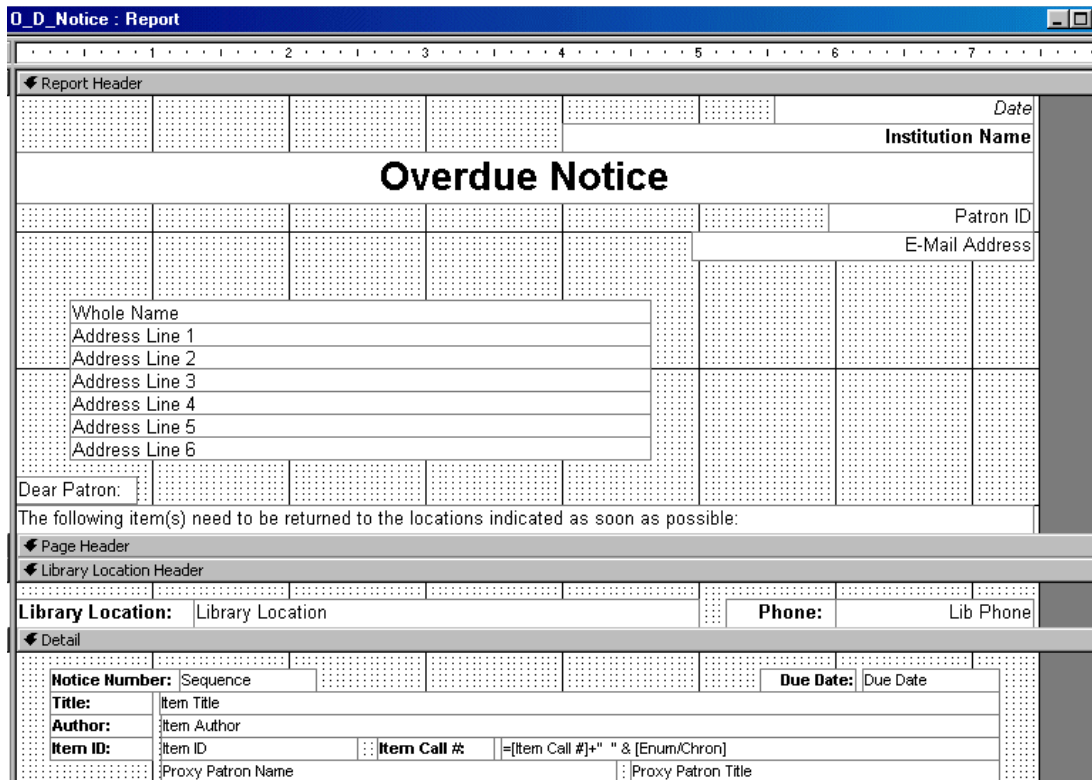 O_D_Notice : Report
1 2 3 4 5 6 7
Report Header
Date
Institution Name
Overdue Notice
Patron ID
E-Mail Address
Whole Name
Address Line 1
Address Line 2
Address Line 3
Address Line 4
Address Line 5
Address Line 6
Dear Patron:
The following item(s) need to be returned to the locations indicated as soon as possible:
Page Header
Library Location Header
Library Location: Library Location Phone: Lib Phone
Detail
Notice Number: Sequence Due Date: Due Date
Title: Item Title
Author: Item Author
Item ID: Item ID Item Call #: =[Item Call #]+" " & [Enum/Chron]
Proxy Patron Name Proxy Patron Title